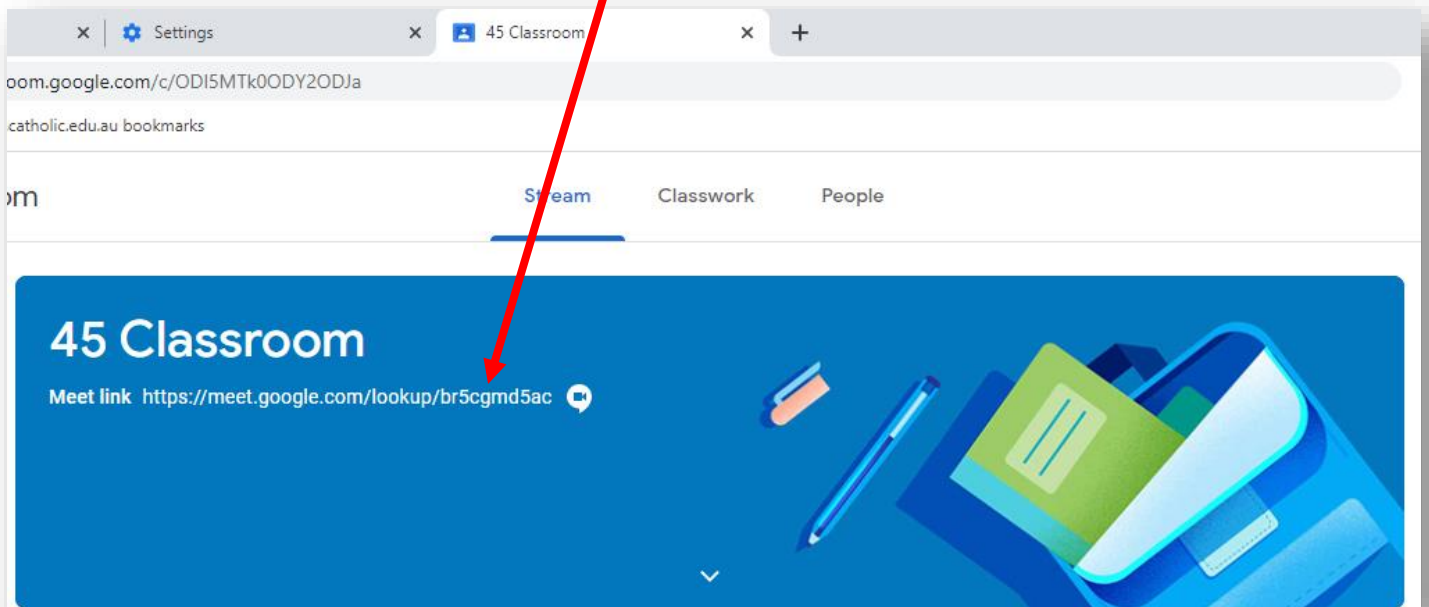 Settings
45 Classroom
oom.google.com/c/ODI5MTk0ODY2ODJa
catholic.edu.au bookmarks
om
Stream Classwork People
45 Classroom
Meet link https://meet.google.com/lookup/br5cgmd5ac